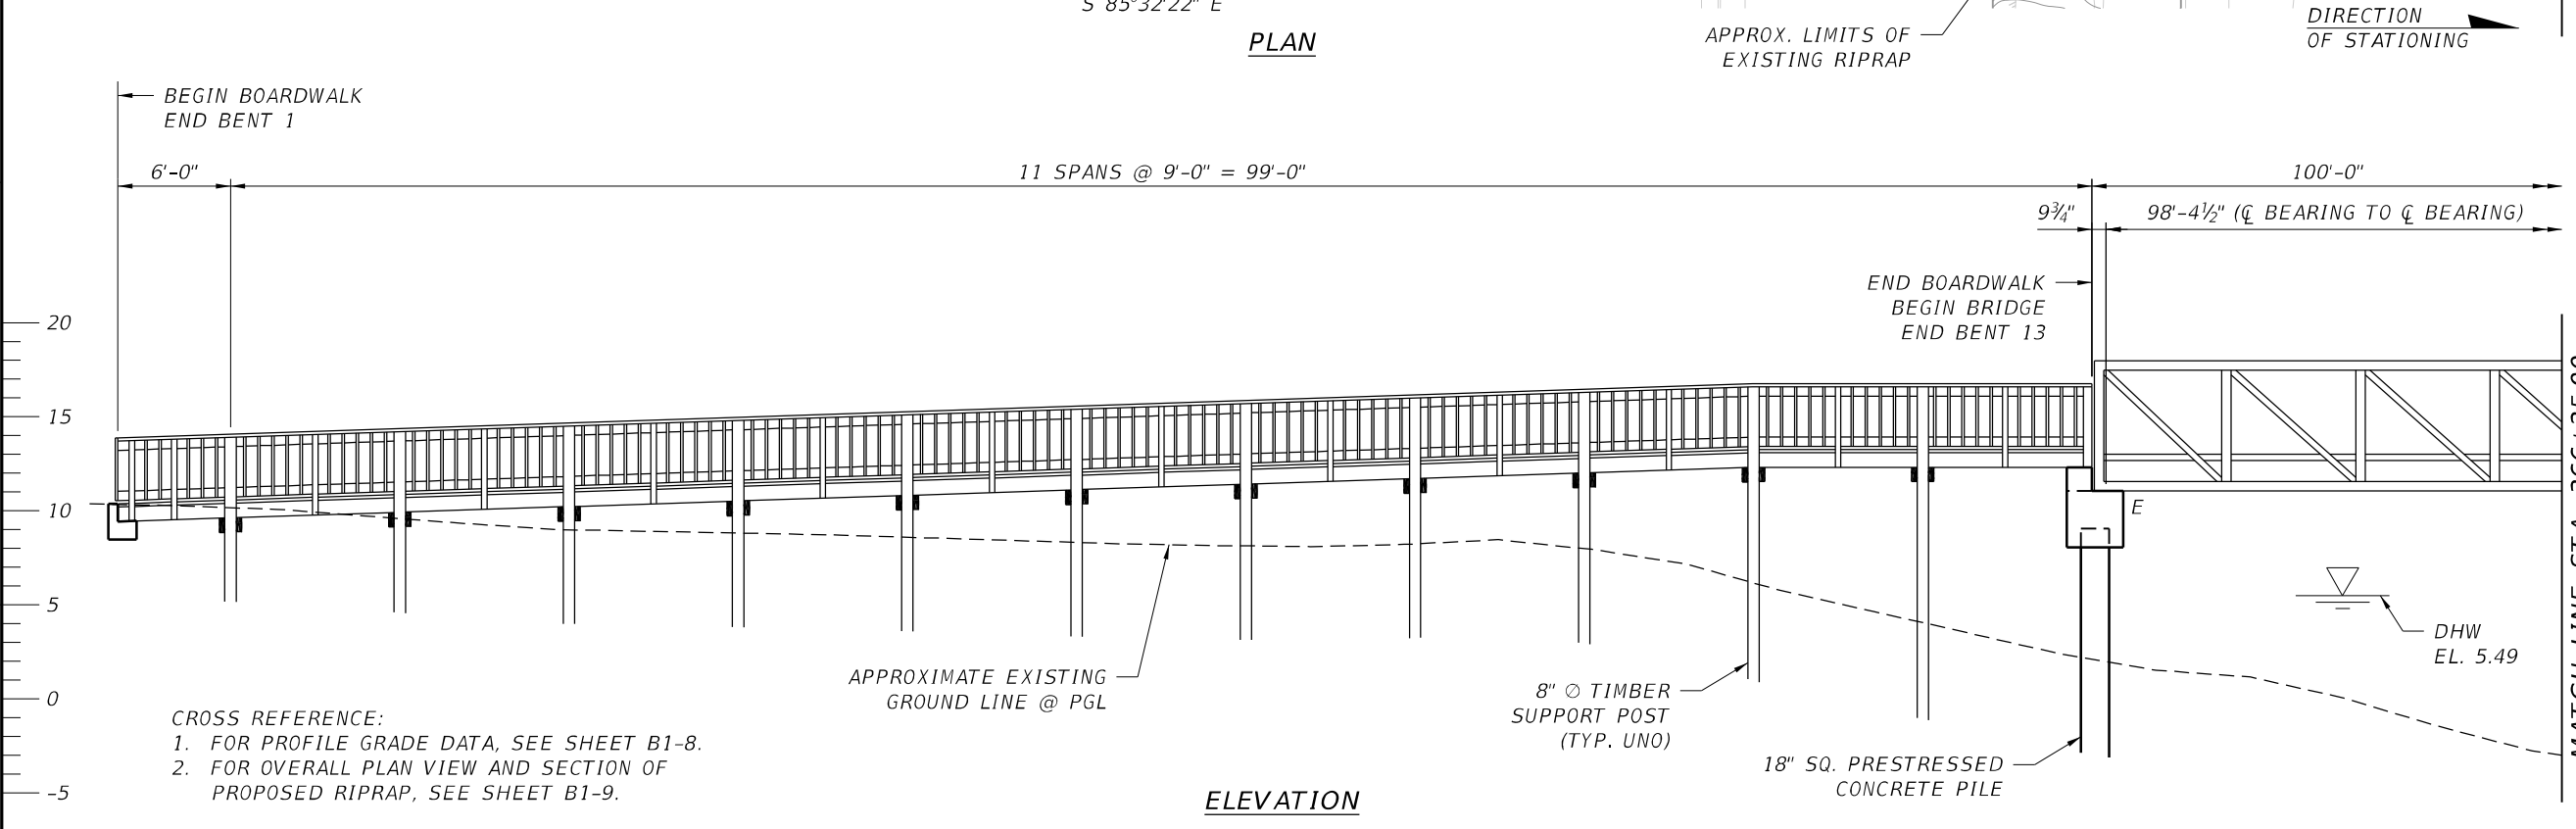 S 85°32'22" E
PLAN
APPROX. LIMITS OF
EXISTING RIPRAP
DIRECTION
OF STATIONING
BEGIN BOARDWALK
END BENT 1
6'-0"
11 SPANS @ 9'-0" = 99'-0"
100'-0"
9¾"
98'-4½" (℄ BEARING TO ℄ BEARING)
END BOARDWALK
BEGIN BRIDGE
END BENT 13
20
15
10
5
0
-5
E
DHW
EL. 5.49
APPROXIMATE EXISTING
GROUND LINE @ PGL
8" ∅ TIMBER
SUPPORT POST
(TYP. UNO)
18" SQ. PRESTRESSED
CONCRETE PILE
CROSS REFERENCE:
1. FOR PROFILE GRADE DATA, SEE SHEET B1-8.
2. FOR OVERALL PLAN VIEW AND SECTION OF
PROPOSED RIPRAP, SEE SHEET B1-9.
ELEVATION
MATCH LINE STA.